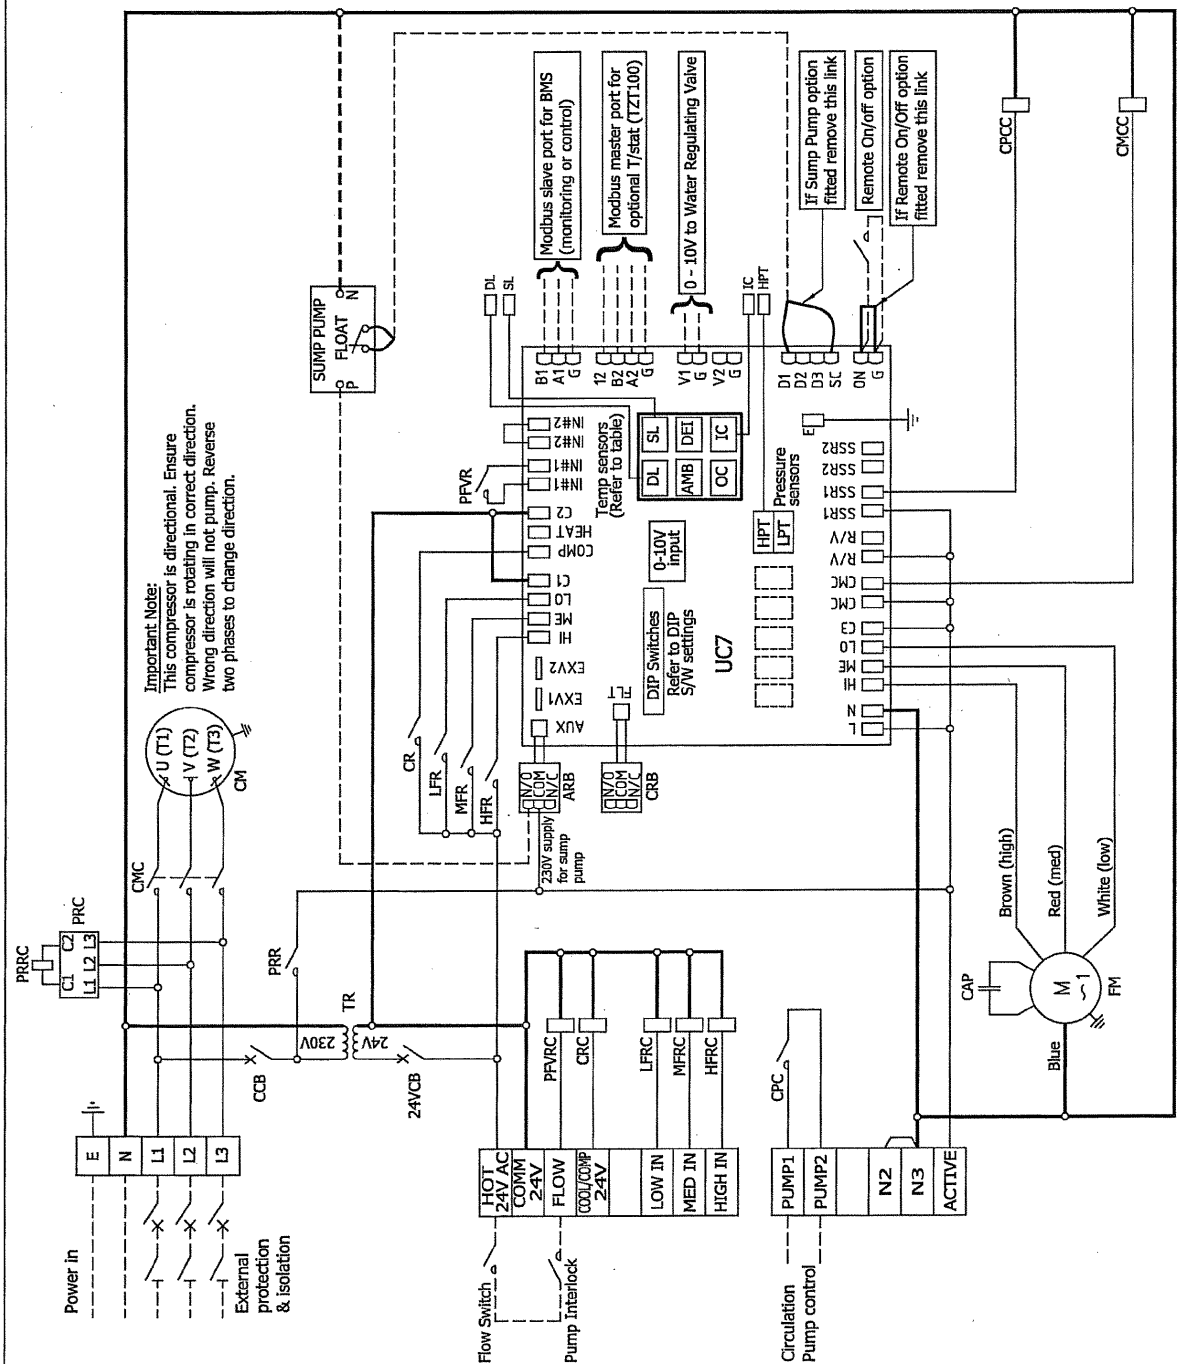 Power in
External
protection
& isolation
E
N
L1
L2
L3
CCB
230V
24V
TR
24VCB
PRR
PRRC
PRC
C1
C2
L1
L2
L3
CMC
U (T1)
V (T2)
W (T3)
CM
Important Note:
This compressor is directional. Ensure
compressor is rotating in correct direction.
Wrong direction will not pump. Reverse
two phases to change direction.
SUMP PUMP
FLOAT
P
N
Flow Switch
Pump Interlock
HOT
24V AC
COMM
24V
FLOW
COOL/COMP
24V
LOW IN
MED IN
HIGH IN
PFVRC
CRC
LFRC
MFRC
HFRC
CR
LFR
MFR
HFR
230V supply
for sump
pump
N/O
COM
N/C
ARB
N/O
COM
N/C
CRB
AUX
FLT
EXV1
EXV2
HI
ME
LO
C1
COMP
HEAT
C2
IN#1
IN#1
IN#2
IN#2
PFVR
DL
SL
Temp sensors
(Refer to table)
DL
SL
AMB
DEI
OC
IC
0-10V
input
DIP Switches
Refer to DIP
S/W settings
UC7
HPT
LPT
Pressure
sensors
E
B1
A1
G
12
B2
A2
G
V1
G
V2
G
D1
D2
D3
SC
ON
G
IC
HPT
Modbus slave port for BMS
(monitoring or control)
Modbus master port for
optional T/stat (TZT100)
0 - 10V to Water Regulating Valve
If Sump Pump option
fitted remove this link
Remote On/off option
If Remote On/Off option
fitted remove this link
L
N
HI
ME
LO
C3
CMC
CMC
R/V
R/V
SSR1
SSR1
SSR2
SSR2
CPCC
CMCC
Circulation
Pump control
PUMP1
PUMP2
N2
N3
ACTIVE
CPC
Brown (high)
Red (med)
White (low)
Blue
CAP
M
~1
FM